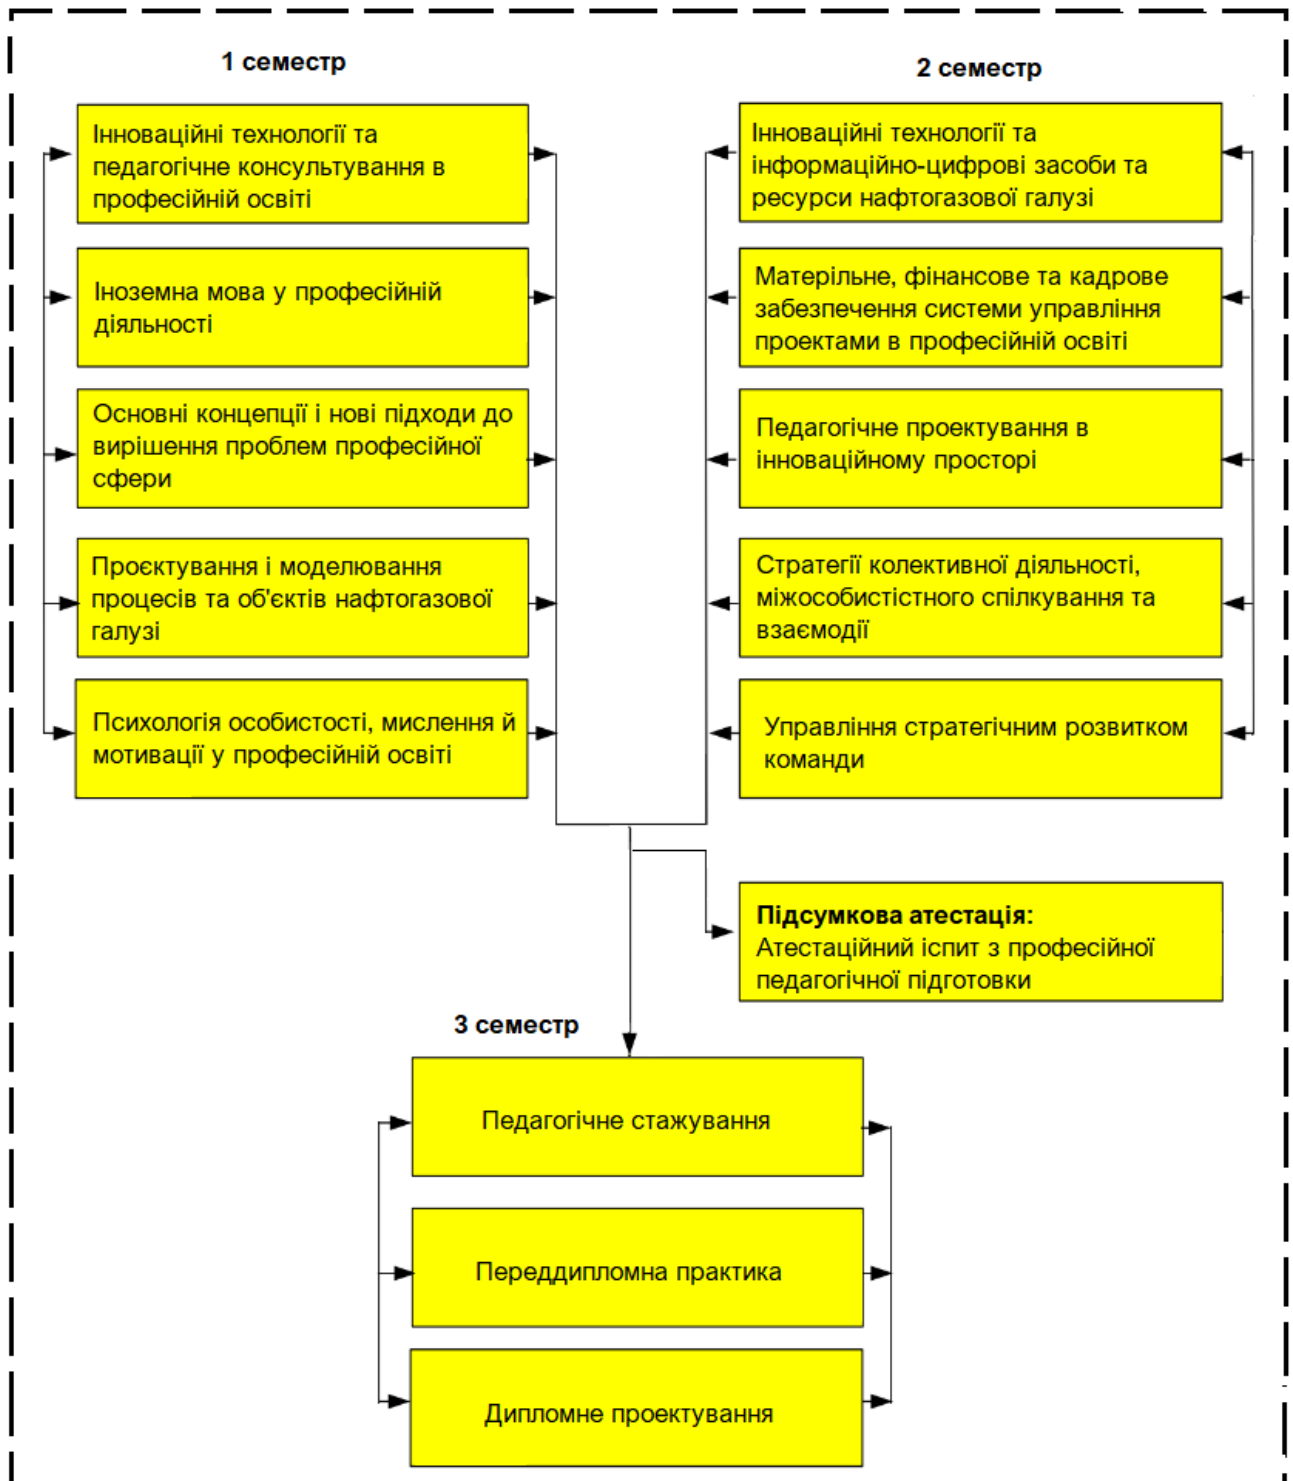 1 семестр
Інноваційні технології та
педагогічне консультування в
професійній освіті
Іноземна мова у професійній
діяльності
Основні концепції і нові підходи до
вирішення проблем професійної
сфери
Проєктування і моделювання
процесів та об'єктів нафтогазової
галузі
Психологія особистості, мислення й
мотивації у професійній освіті
2 семестр
Інноваційні технології та
інформаційно-цифрові засоби та
ресурси нафтогазової галузі
Матерільне, фінансове та кадрове
забезпечення системи управління
проектами в професійній освіті
Педагогічне проектування в
інноваційному просторі
Стратегії колективної діяльності,
міжособистістного спілкування та
взаємодії
Управління стратегічним розвитком
команди
Підсумкова атестація:
Атестаційний іспит з професійної
педагогічної підготовки
3 семестр
Педагогічне стажування
Переддипломна практика
Дипломне проектування